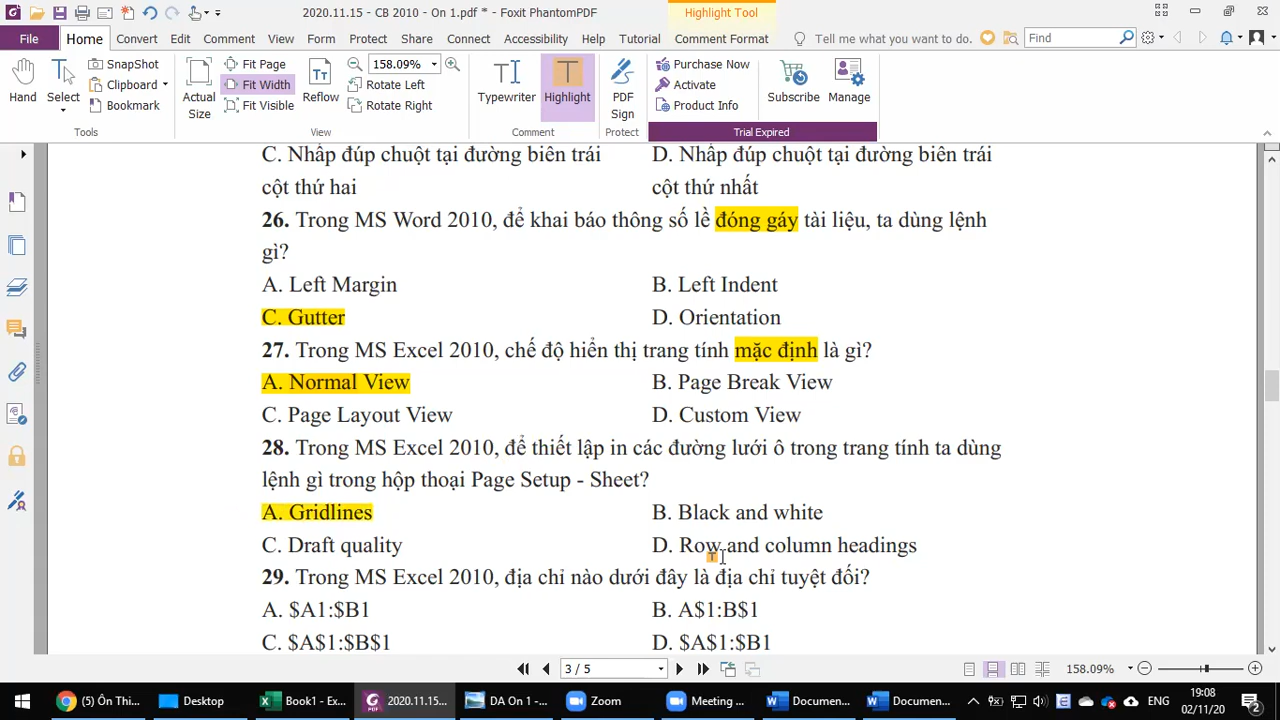 2020.11.15 - CB 2010 - On 1.pdf * - Foxit PhantomPDF
Highlight Tool
File Home Convert Edit Comment View Form Protect Share Connect Accessibility Help Tutorial Comment Format Tell me what you want to do. Find
Hand
Select
SnapShot
Clipboard
Bookmark
Tools
Actual Size
Fit Page
Fit Width
Fit Visible
Reflow
158.09%
Rotate Left
Rotate Right
View
Typewriter
Highlight
Comment
PDF Sign
Protect
Purchase Now
Activate
Product Info
Subscribe
Manage
Trial Expired
C. Nhấp đúp chuột tại đường biên trái D. Nhấp đúp chuột tại đường biên trái
cột thứ hai cột thứ nhất
26. Trong MS Word 2010, để khai báo thông số lề đóng gáy tài liệu, ta dùng lệnh
gì?
A. Left Margin B. Left Indent
C. Gutter D. Orientation
27. Trong MS Excel 2010, chế độ hiển thị trang tính mặc định là gì?
A. Normal View B. Page Break View
C. Page Layout View D. Custom View
28. Trong MS Excel 2010, để thiết lập in các đường lưới ô trong trang tính ta dùng
lệnh gì trong hộp thoại Page Setup - Sheet?
A. Gridlines B. Black and white
C. Draft quality D. Row and column headings
29. Trong MS Excel 2010, địa chỉ nào dưới đây là địa chỉ tuyệt đối?
A. $A1:$B1 B. A$1:B$1
C. $A$1:$B$1 D. $A$1:$B1
3 / 5 158.09%
(5) Ôn Thi... Desktop Book1 - Ex... 2020.11.15... DA On 1 -... Zoom Meeting ... Documen... Documen... ENG 19:08
02/11/20 2